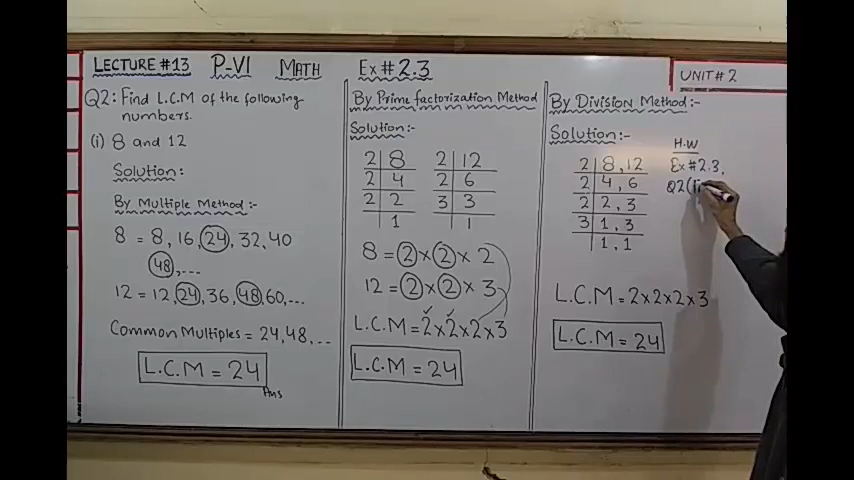 LECTURE #13 P-VI MATH Ex#2.3
UNIT# 2
Q2: Find L.C.M of the following
numbers.
(i) 8 and 12
Solution:
By Multiple Method:-
8 = 8, 16, 24, 32, 40
48, ...
12 = 12, 24, 36, 48, 60, ...
Common Multiples = 24, 48, ...
L.C.M = 24
Ans
By Prime factorization Method
Solution:-
2 | 8
2 | 4
2 | 2
1
2 | 12
2 | 6
3 | 3
1
8 = 2 × 2 × 2
12 = 2 × 2 × 3
L.C.M = 2 × 2 × 2 × 3
L.C.M = 24
By Division Method:-
Solution:-
2 | 8, 12
2 | 4, 6
2 | 2, 3
3 | 1, 3
1, 1
L.C.M = 2×2×2×3
L.C.M = 24
H.W
Ex#2.3,
Q2(